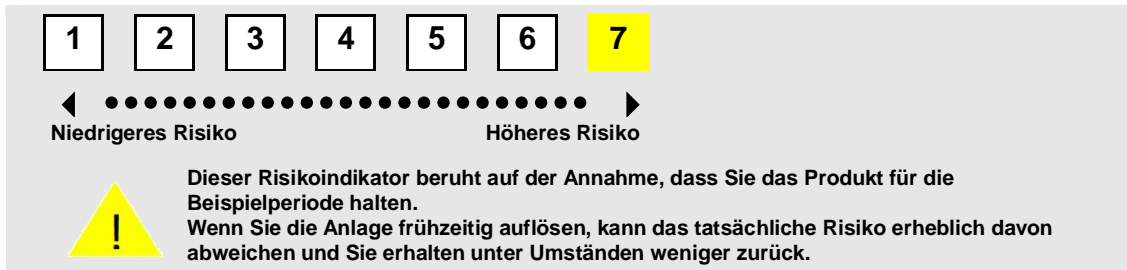 1 2 3 4 5 6 7
Niedrigeres Risiko Höheres Risiko
Dieser Risikoindikator beruht auf der Annahme, dass Sie das Produkt für die
Beispielperiode halten.
! Wenn Sie die Anlage frühzeitig auflösen, kann das tatsächliche Risiko erheblich davon
abweichen und Sie erhalten unter Umständen weniger zurück.